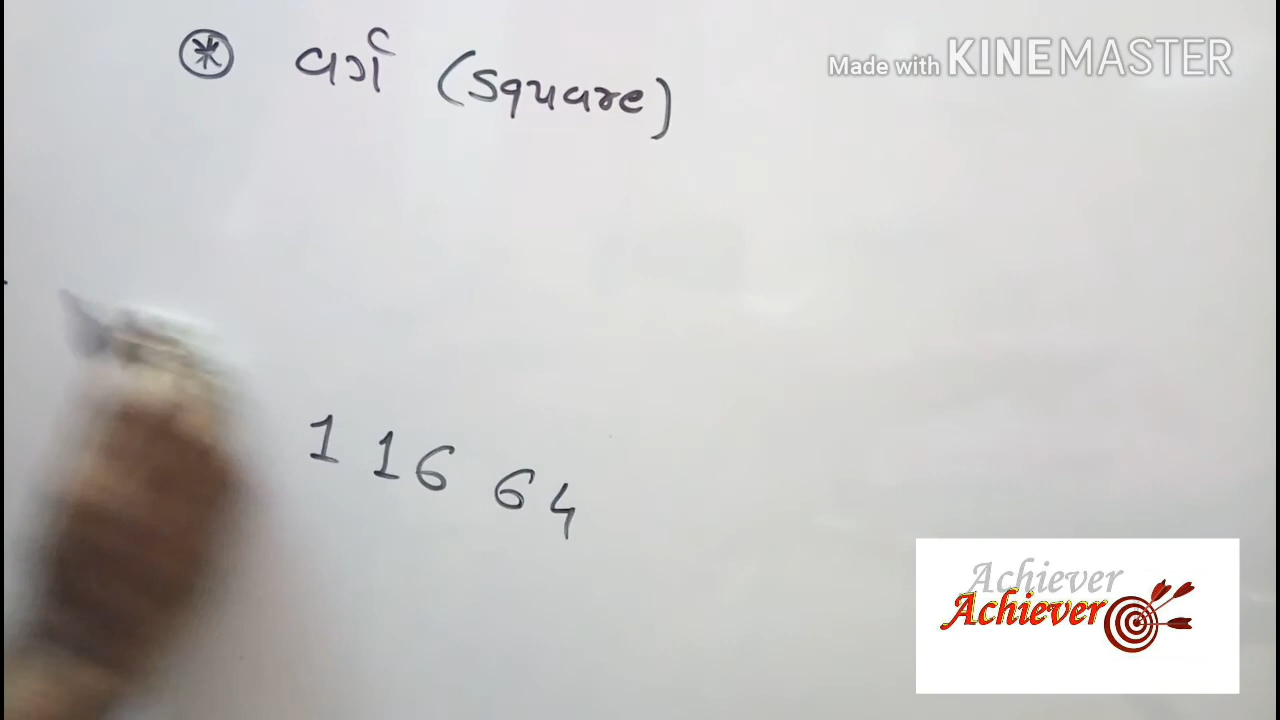 ⊛ વર્ગ (square)
Made with KINEMASTER
1 16 64
Achiever
Achiever